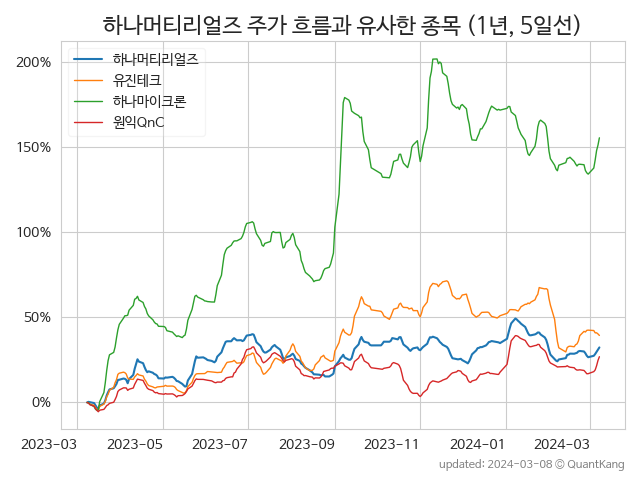 하나머티리얼즈 주가 흐름과 유사한 종목 (1년, 5일선)
하나머티리얼즈
유진테크
하나마이크론
원익QnC
200%
150%
100%
50%
0%
2023-03 2023-05 2023-07 2023-09 2023-11 2024-01 2024-03
updated: 2024-03-08 © QuantKang